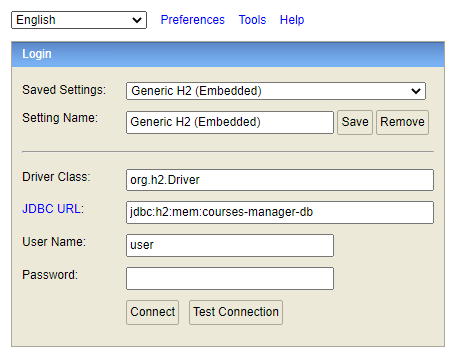 English Preferences Tools Help
Login
Saved Settings: Generic H2 (Embedded)
Setting Name: Generic H2 (Embedded) Save Remove
Driver Class: org.h2.Driver
JDBC URL: jdbc:h2:mem:courses-manager-db
User Name: user
Password:
Connect Test Connection